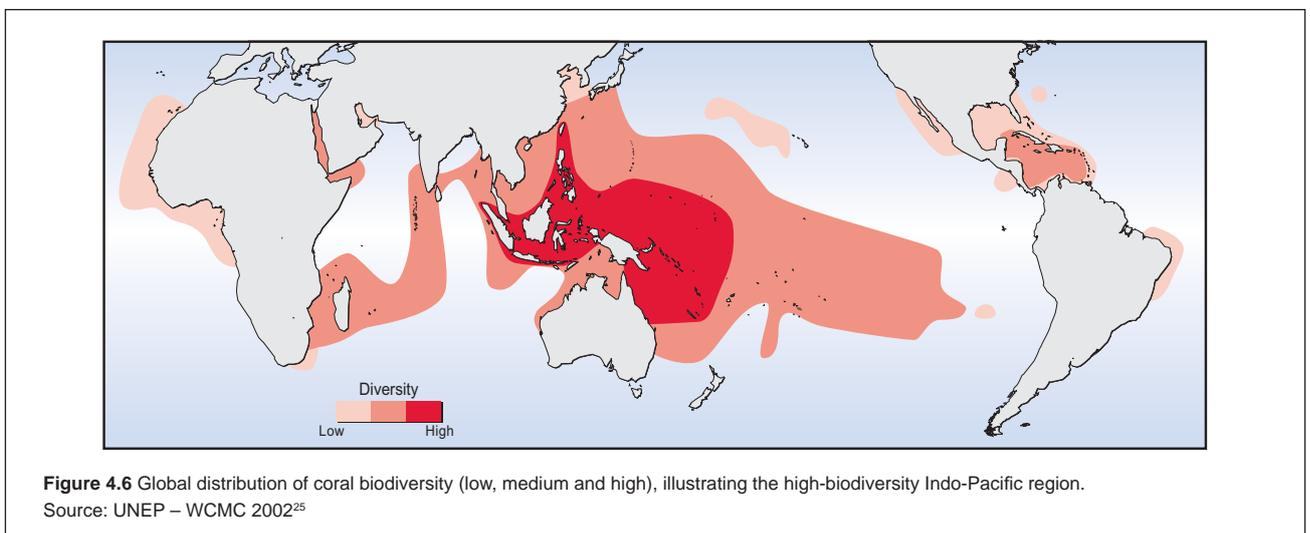 Diversity
Low High
Figure 4.6 Global distribution of coral biodiversity (low, medium and high), illustrating the high-biodiversity Indo-Pacific region.
Source: UNEP – WCMC 2002²⁵